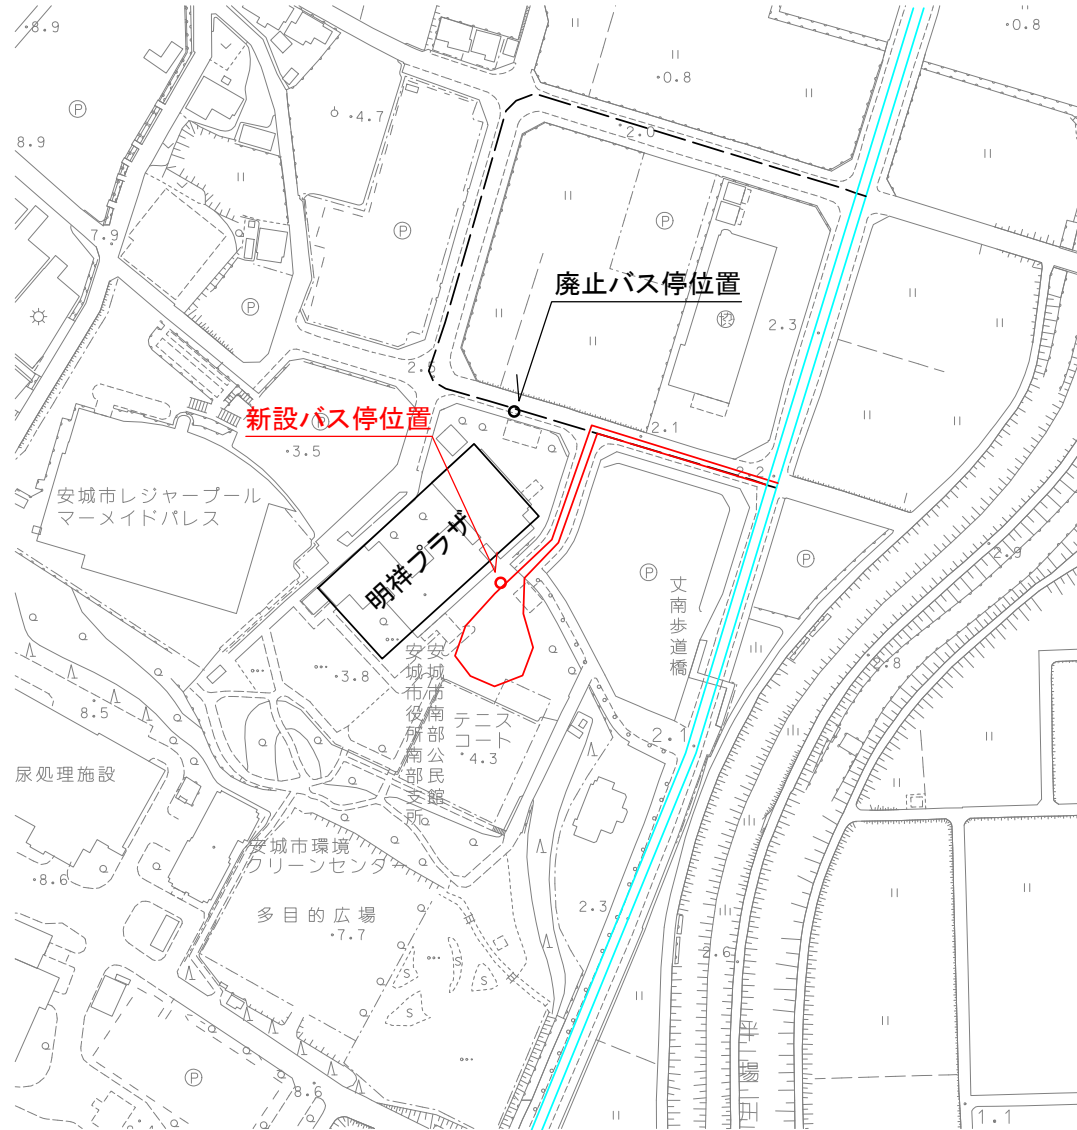 8.9
0.8
0.8
P
4.7
2.0
8.9
P
P
7.9
廃止バス停位置
P
協
2.3
新設バス停位置
P
3.5
2.1
2.2
安城市レジャープール
マーメイドパレス
明祥プラザ
P
P
2.9
丈南歩道橋
安城市南部公民館
安城市役所南部支所
3.8
2.8
8.5
テニス
コート
4.3
2.1
尿処理施設
安城市環境
クリーンセンター
8.6
2.3
多目的広場
7.7
2.6
S
S
S
S
P
8.6
1.1